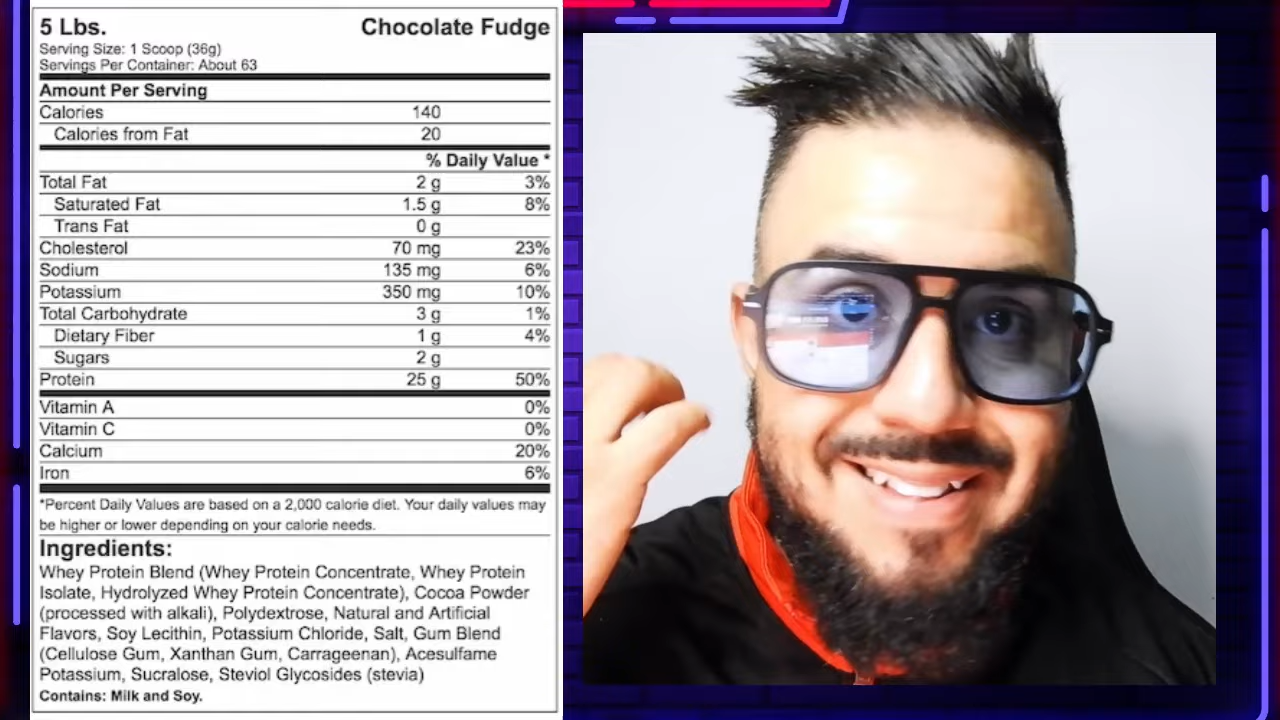 5 Lbs. Chocolate Fudge
Serving Size: 1 Scoop (36g)
Servings Per Container: About 63
Amount Per Serving
Calories 140
Calories from Fat 20
% Daily Value *
Total Fat 2 g 3%
Saturated Fat 1.5 g 8%
Trans Fat 0 g
Cholesterol 70 mg 23%
Sodium 135 mg 6%
Potassium 350 mg 10%
Total Carbohydrate 3 g 1%
Dietary Fiber 1 g 4%
Sugars 2 g
Protein 25 g 50%
Vitamin A 0%
Vitamin C 0%
Calcium 20%
Iron 6%
*Percent Daily Values are based on a 2,000 calorie diet. Your daily values may
be higher or lower depending on your calorie needs.
Ingredients:
Whey Protein Blend (Whey Protein Concentrate, Whey Protein
Isolate, Hydrolyzed Whey Protein Concentrate), Cocoa Powder
(processed with alkali), Polydextrose, Natural and Artificial
Flavors, Soy Lecithin, Potassium Chloride, Salt, Gum Blend
(Cellulose Gum, Xanthan Gum, Carrageenan), Acesulfame
Potassium, Sucralose, Steviol Glycosides (stevia)
Contains: Milk and Soy.